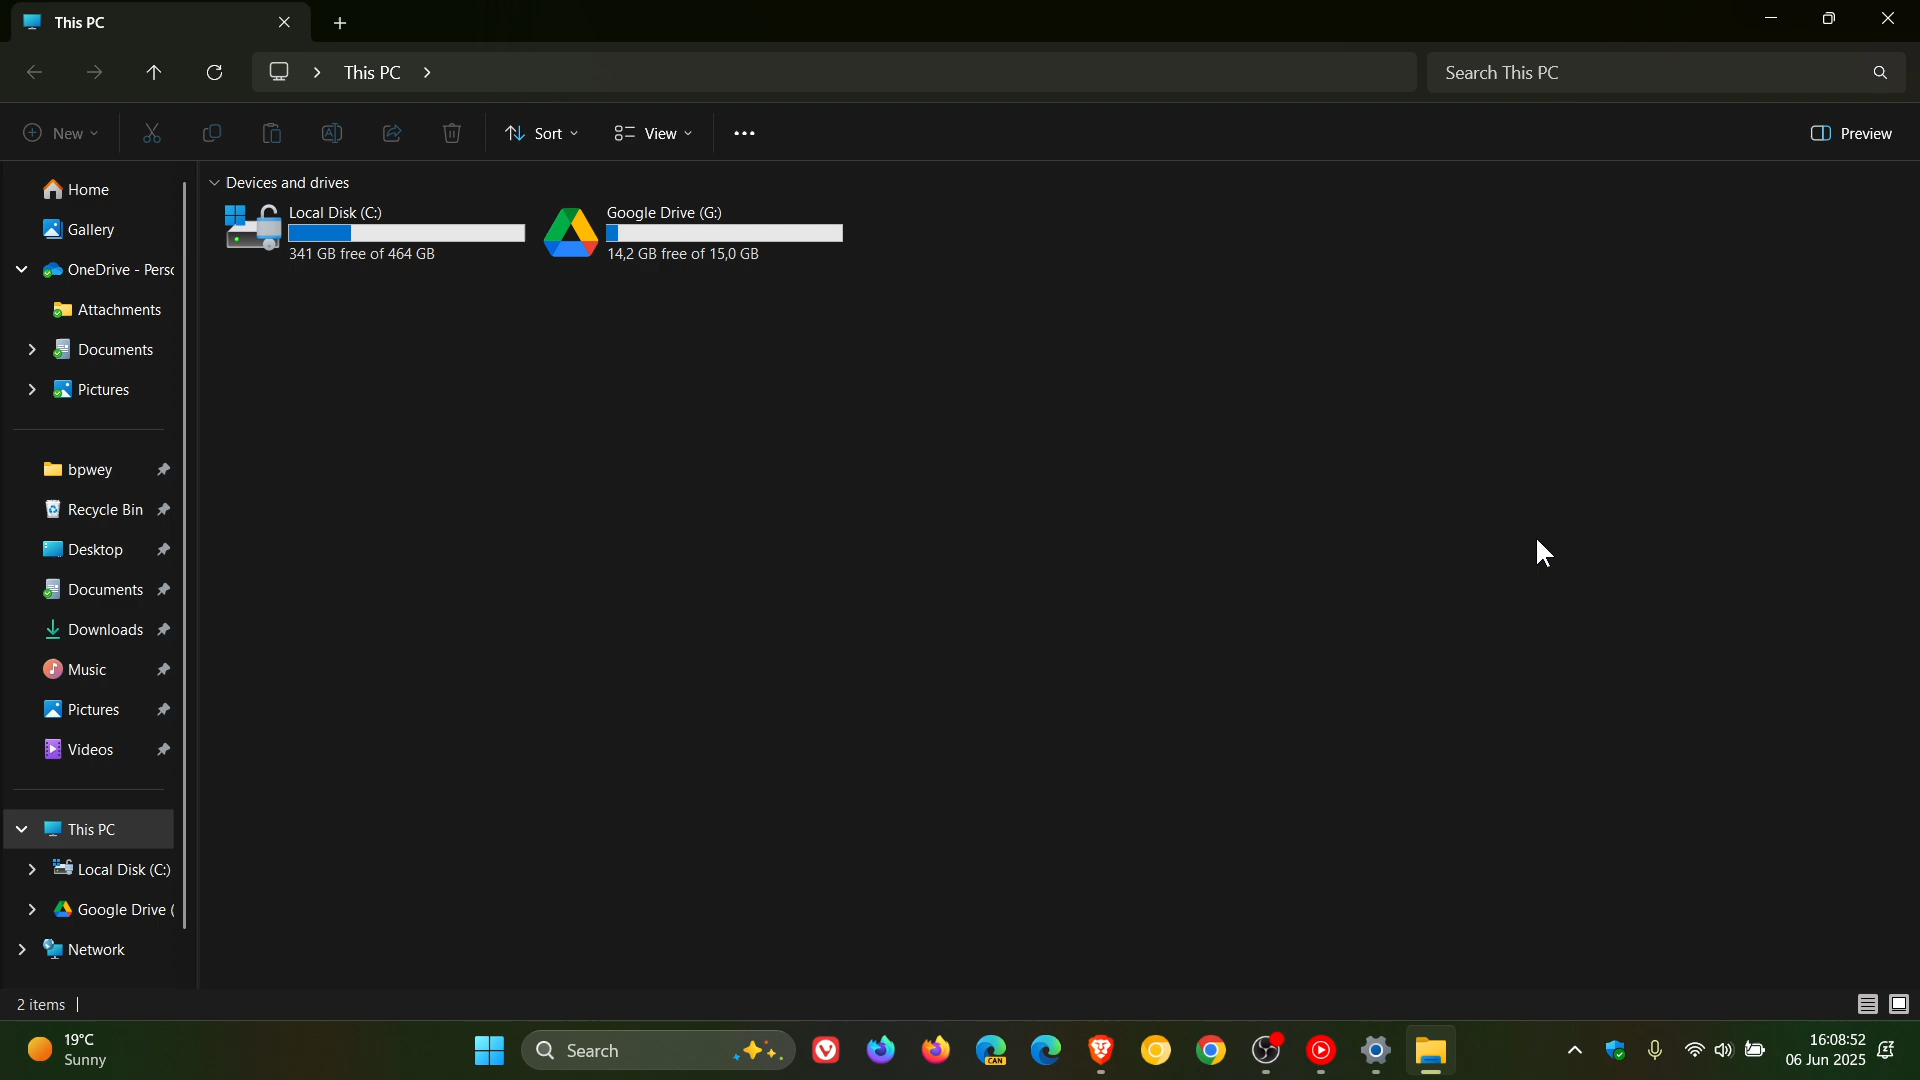 This PC
This PC
Search This PC
New
Sort
View
Preview
Home
Gallery
OneDrive - Perso
Attachments
Documents
Pictures
bpwey
Recycle Bin
Desktop
Documents
Downloads
Music
Pictures
Videos
This PC
Local Disk (C:)
Google Drive (
Network
Devices and drives
Local Disk (C:)
341 GB free of 464 GB
Google Drive (G:)
14,2 GB free of 15,0 GB
2 items
19°C
Sunny
Search
CAN
16:08:52
06 Jun 2025